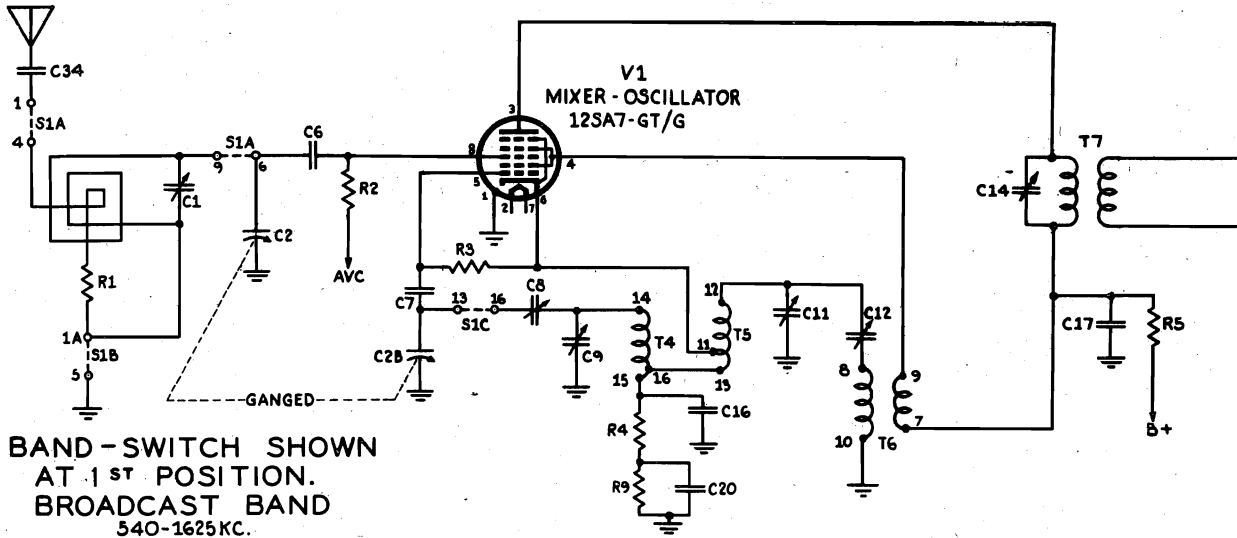 C34
1
S1A
4
C1
9
S1A
6
C6
R2
C2
AVC
R1
1A
S1B
5
GANGED
V1
MIXER-OSCILLATOR
12SA7-GT/G
3
8
5
4
1
2
7
6
R3
C7
13
16
S1C
C8
C2B
C9
14
T4
15
16
12
T5
11
13
C11
C12
C16
R4
R9
C20
8
10
T6
9
7
T7
C14
C17
R5
B+
BAND-SWITCH SHOWN
AT 1ST POSITION.
BROADCAST BAND
540-1625KC.